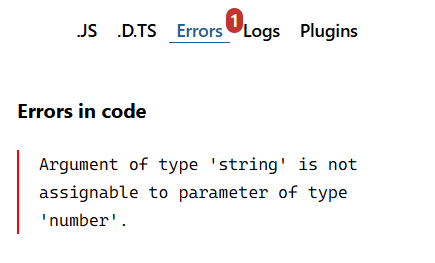 .JS .D.TS Errors 1 Logs Plugins
Errors in code
Argument of type 'string' is not
assignable to parameter of type
'number'.